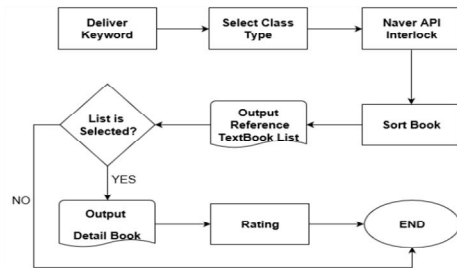 Deliver
Keyword
Select Class
Type
Naver API
Interlock
List is
Selected?
Output
Reference
TextBook List
Sort Book
YES
NO
Output
Detail Book
Rating
END